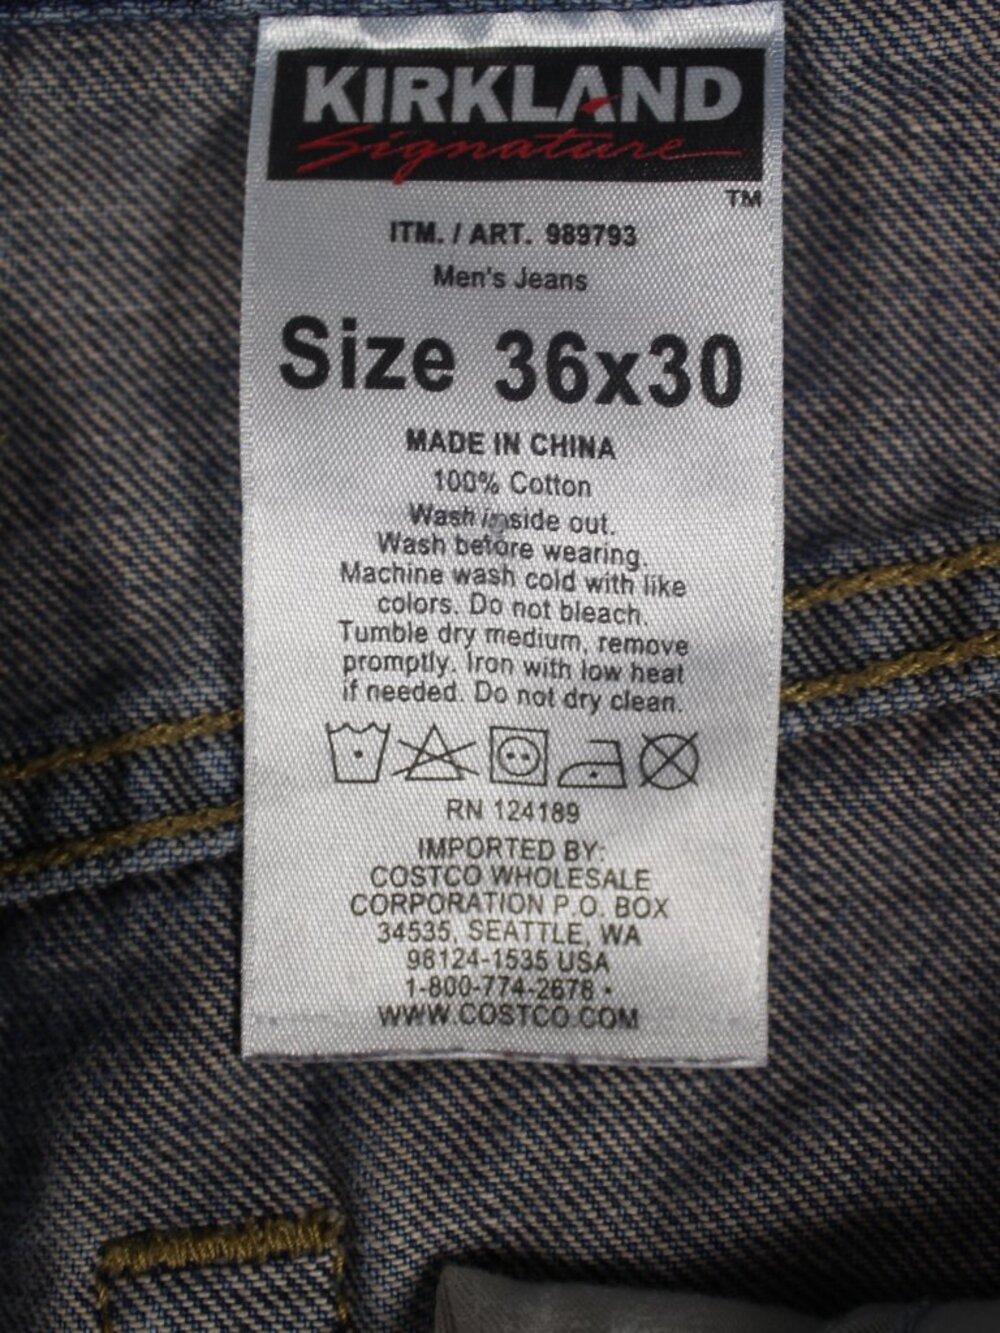 KIRKLAND
Signature
TM
ITM. / ART. 989793
Men's Jeans
Size 36x30
MADE IN CHINA
100% Cotton
Wash inside out.
Wash before wearing.
Machine wash cold with like
colors. Do not bleach.
Tumble dry medium, remove
promptly. Iron with low heat
if needed. Do not dry clean.
RN 124189
IMPORTED BY:
COSTCO WHOLESALE
CORPORATION P.O. BOX
34535, SEATTLE, WA
98124-1535 USA
1-800-774-2678 •
WWW.COSTCO.COM